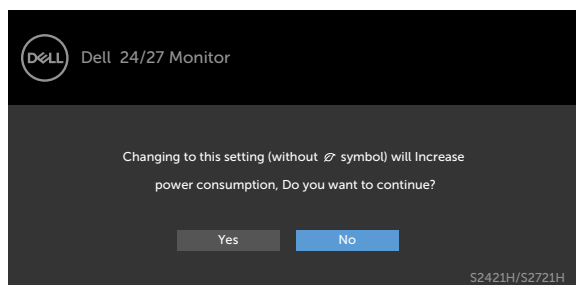 DELL Dell 24/27 Monitor
Changing to this setting (without symbol) will Increase
power consumption, Do you want to continue?
Yes No
S2421H/S2721H